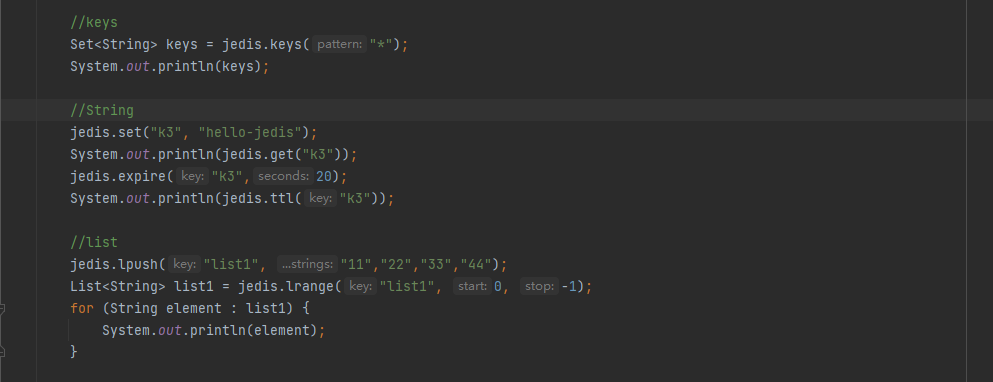 //keys
Set<String> keys = jedis.keys( pattern: "*");
System.out.println(keys);
//String
jedis.set("k3", "hello-jedis");
System.out.println(jedis.get("k3"));
jedis.expire( key: "k3", seconds: 20);
System.out.println(jedis.ttl( key: "k3"));
//list
jedis.lpush( key: "list1", ...strings: "11","22","33","44");
List<String> list1 = jedis.lrange( key: "list1", start: 0, stop: -1);
for (String element : list1) {
System.out.println(element);
}